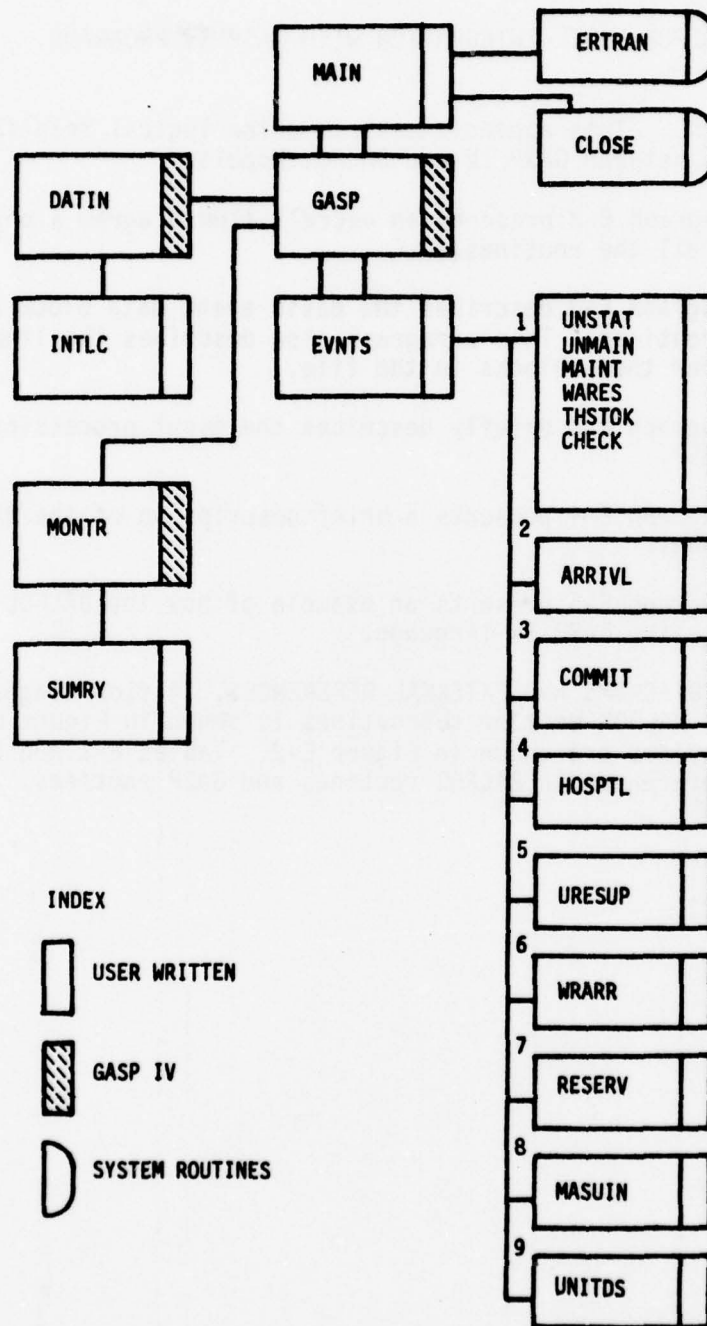 MAIN
ERTRAN
CLOSE
DATIN
GASP
INTLC
EVNTS
1
UNSTAT
UNMAIN
MAINT
WARES
THSTOK
CHECK
MONTR
2
ARRIVL
SUMRY
3
COMMIT
4
HOSPTL
5
URESUP
6
WRARR
7
RESERV
8
MASUIN
9
UNITDS
INDEX
USER WRITTEN
GASP IV
SYSTEM ROUTINES